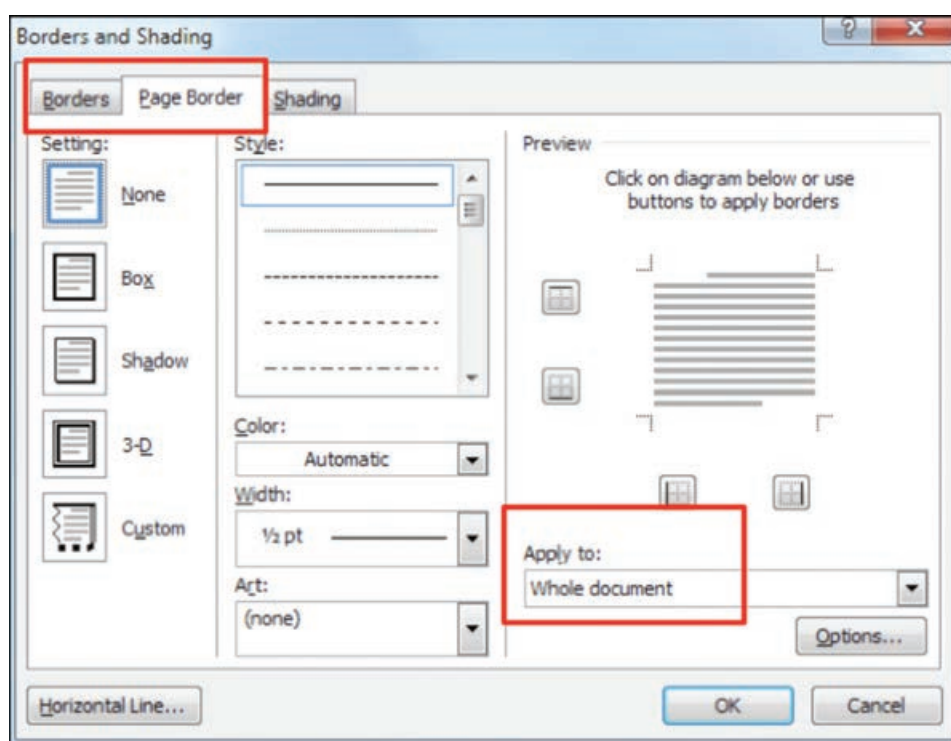 Borders and Shading
Borders Page Border Shading
Setting:
None
Box
Shadow
3-D
Custom
Style:
Color:
Automatic
Width:
½ pt
Art:
(none)
Preview
Click on diagram below or use
buttons to apply borders
Apply to:
Whole document
Options...
Horizontal Line...
OK
Cancel